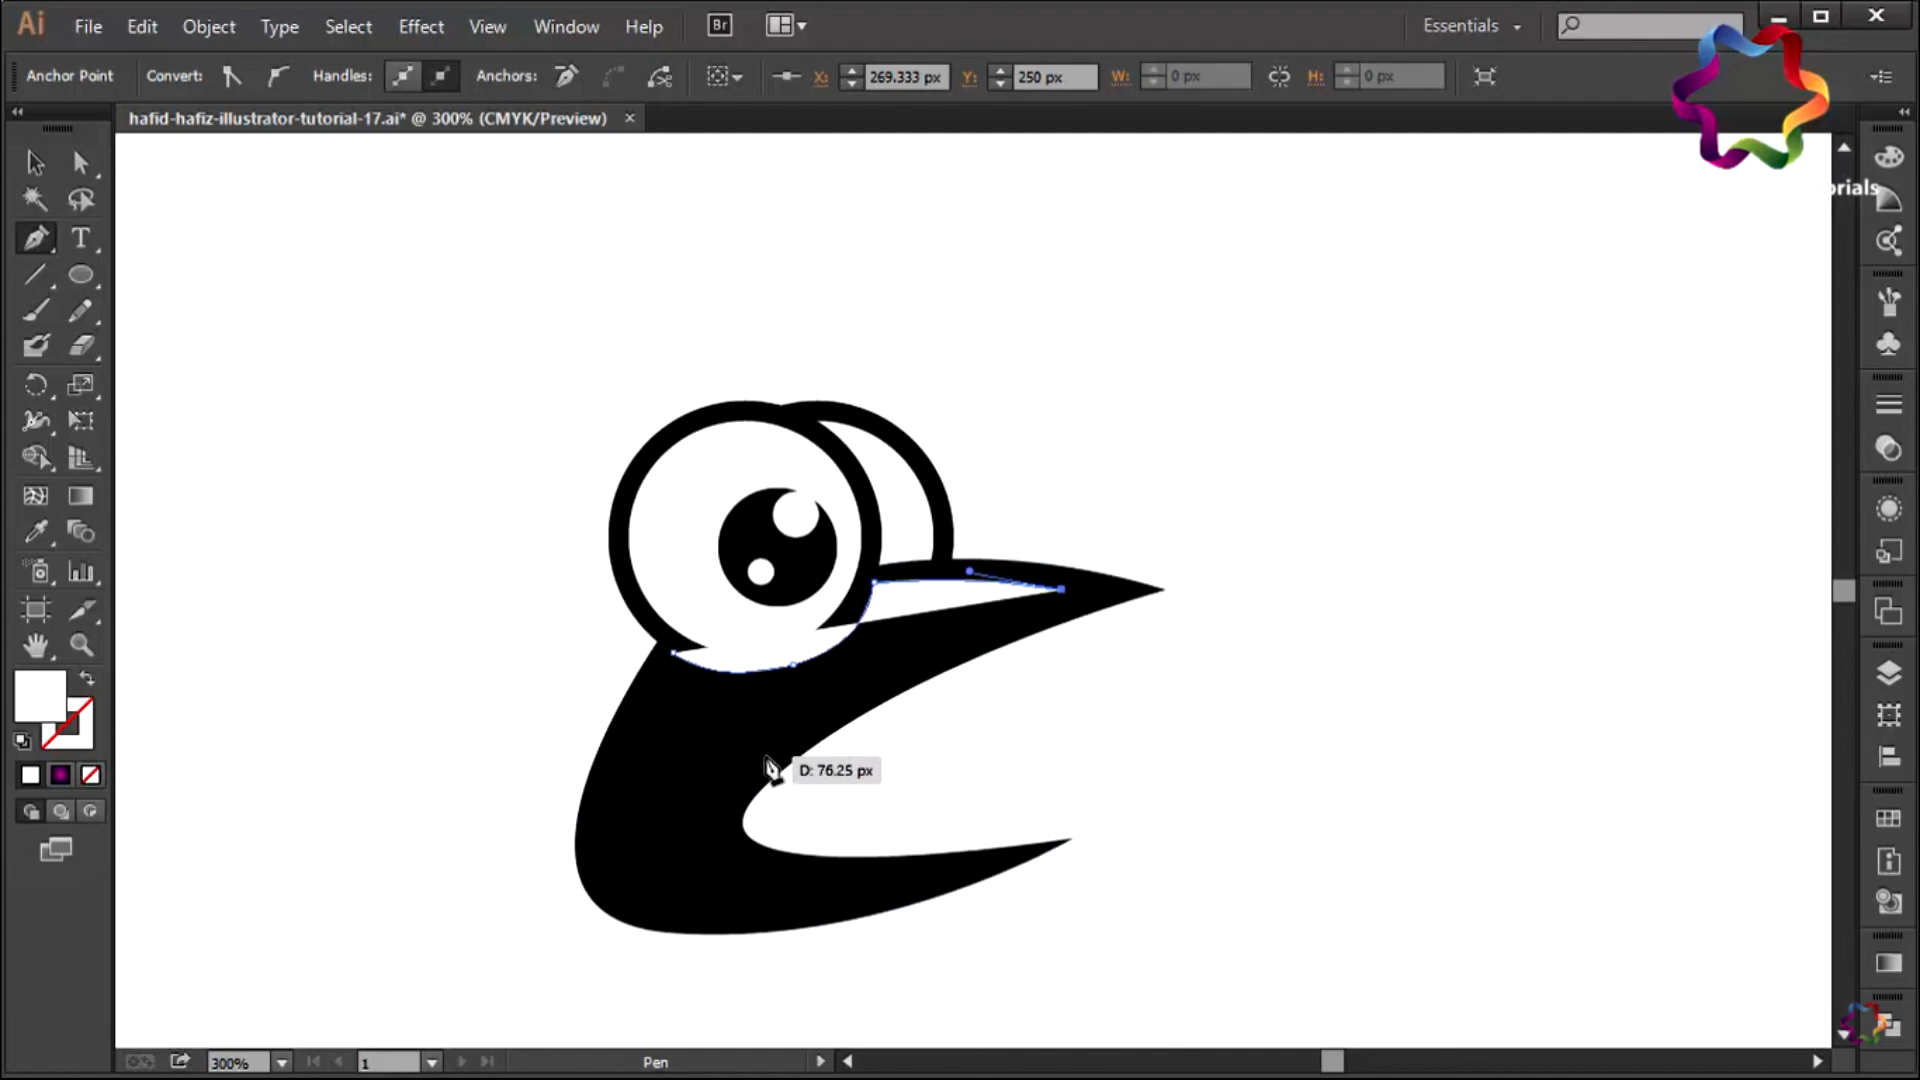 Ai File Edit Object Type Select Effect View Window Help Br Essentials
Anchor Point Convert: Handles: Anchors: X: 269.333 px Y: 250 px W: 0 px H: 0 px
hafid-hafiz-illustrator-tutorial-17.ai* @ 300% (CMYK/Preview) ×
orials
T
D: 76.25 px
300% 1 Pen